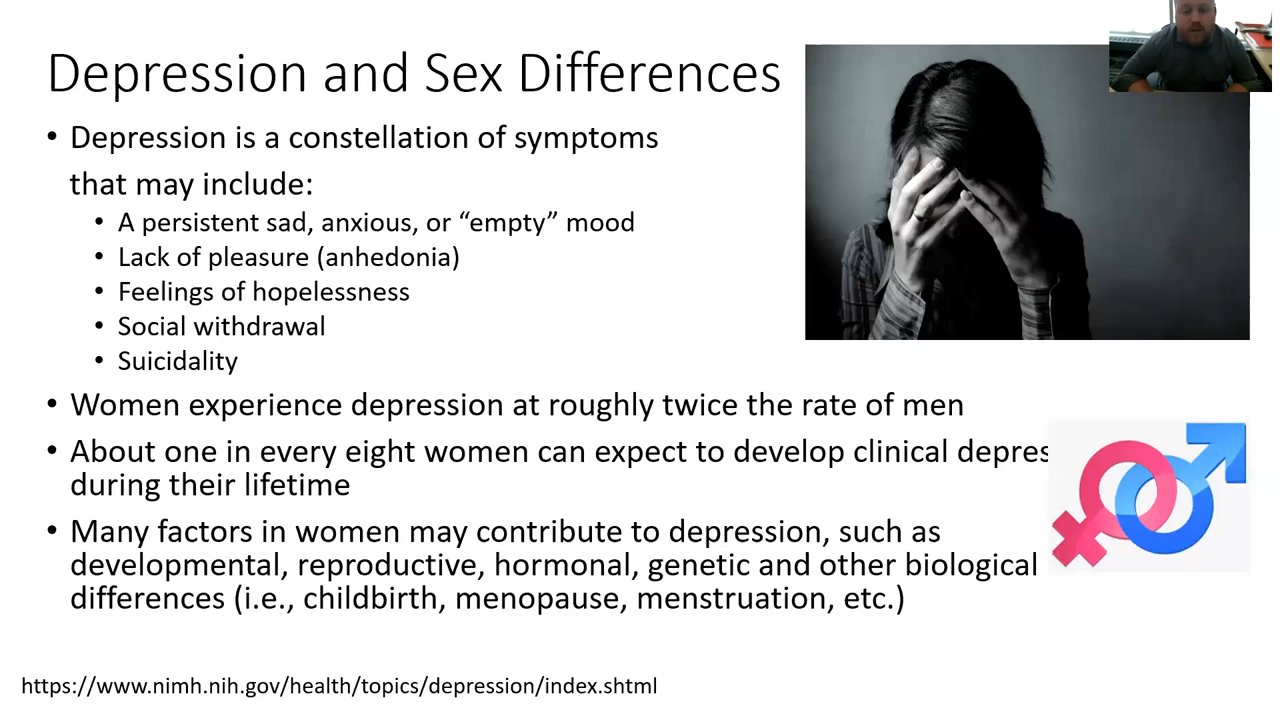 Depression and Sex Differences
• Depression is a constellation of symptoms
that may include:
• A persistent sad, anxious, or “empty” mood
• Lack of pleasure (anhedonia)
• Feelings of hopelessness
• Social withdrawal
• Suicidality
• Women experience depression at roughly twice the rate of men
• About one in every eight women can expect to develop clinical depres
during their lifetime
• Many factors in women may contribute to depression, such as
developmental, reproductive, hormonal, genetic and other biological
differences (i.e., childbirth, menopause, menstruation, etc.)
https://www.nimh.nih.gov/health/topics/depression/index.shtml